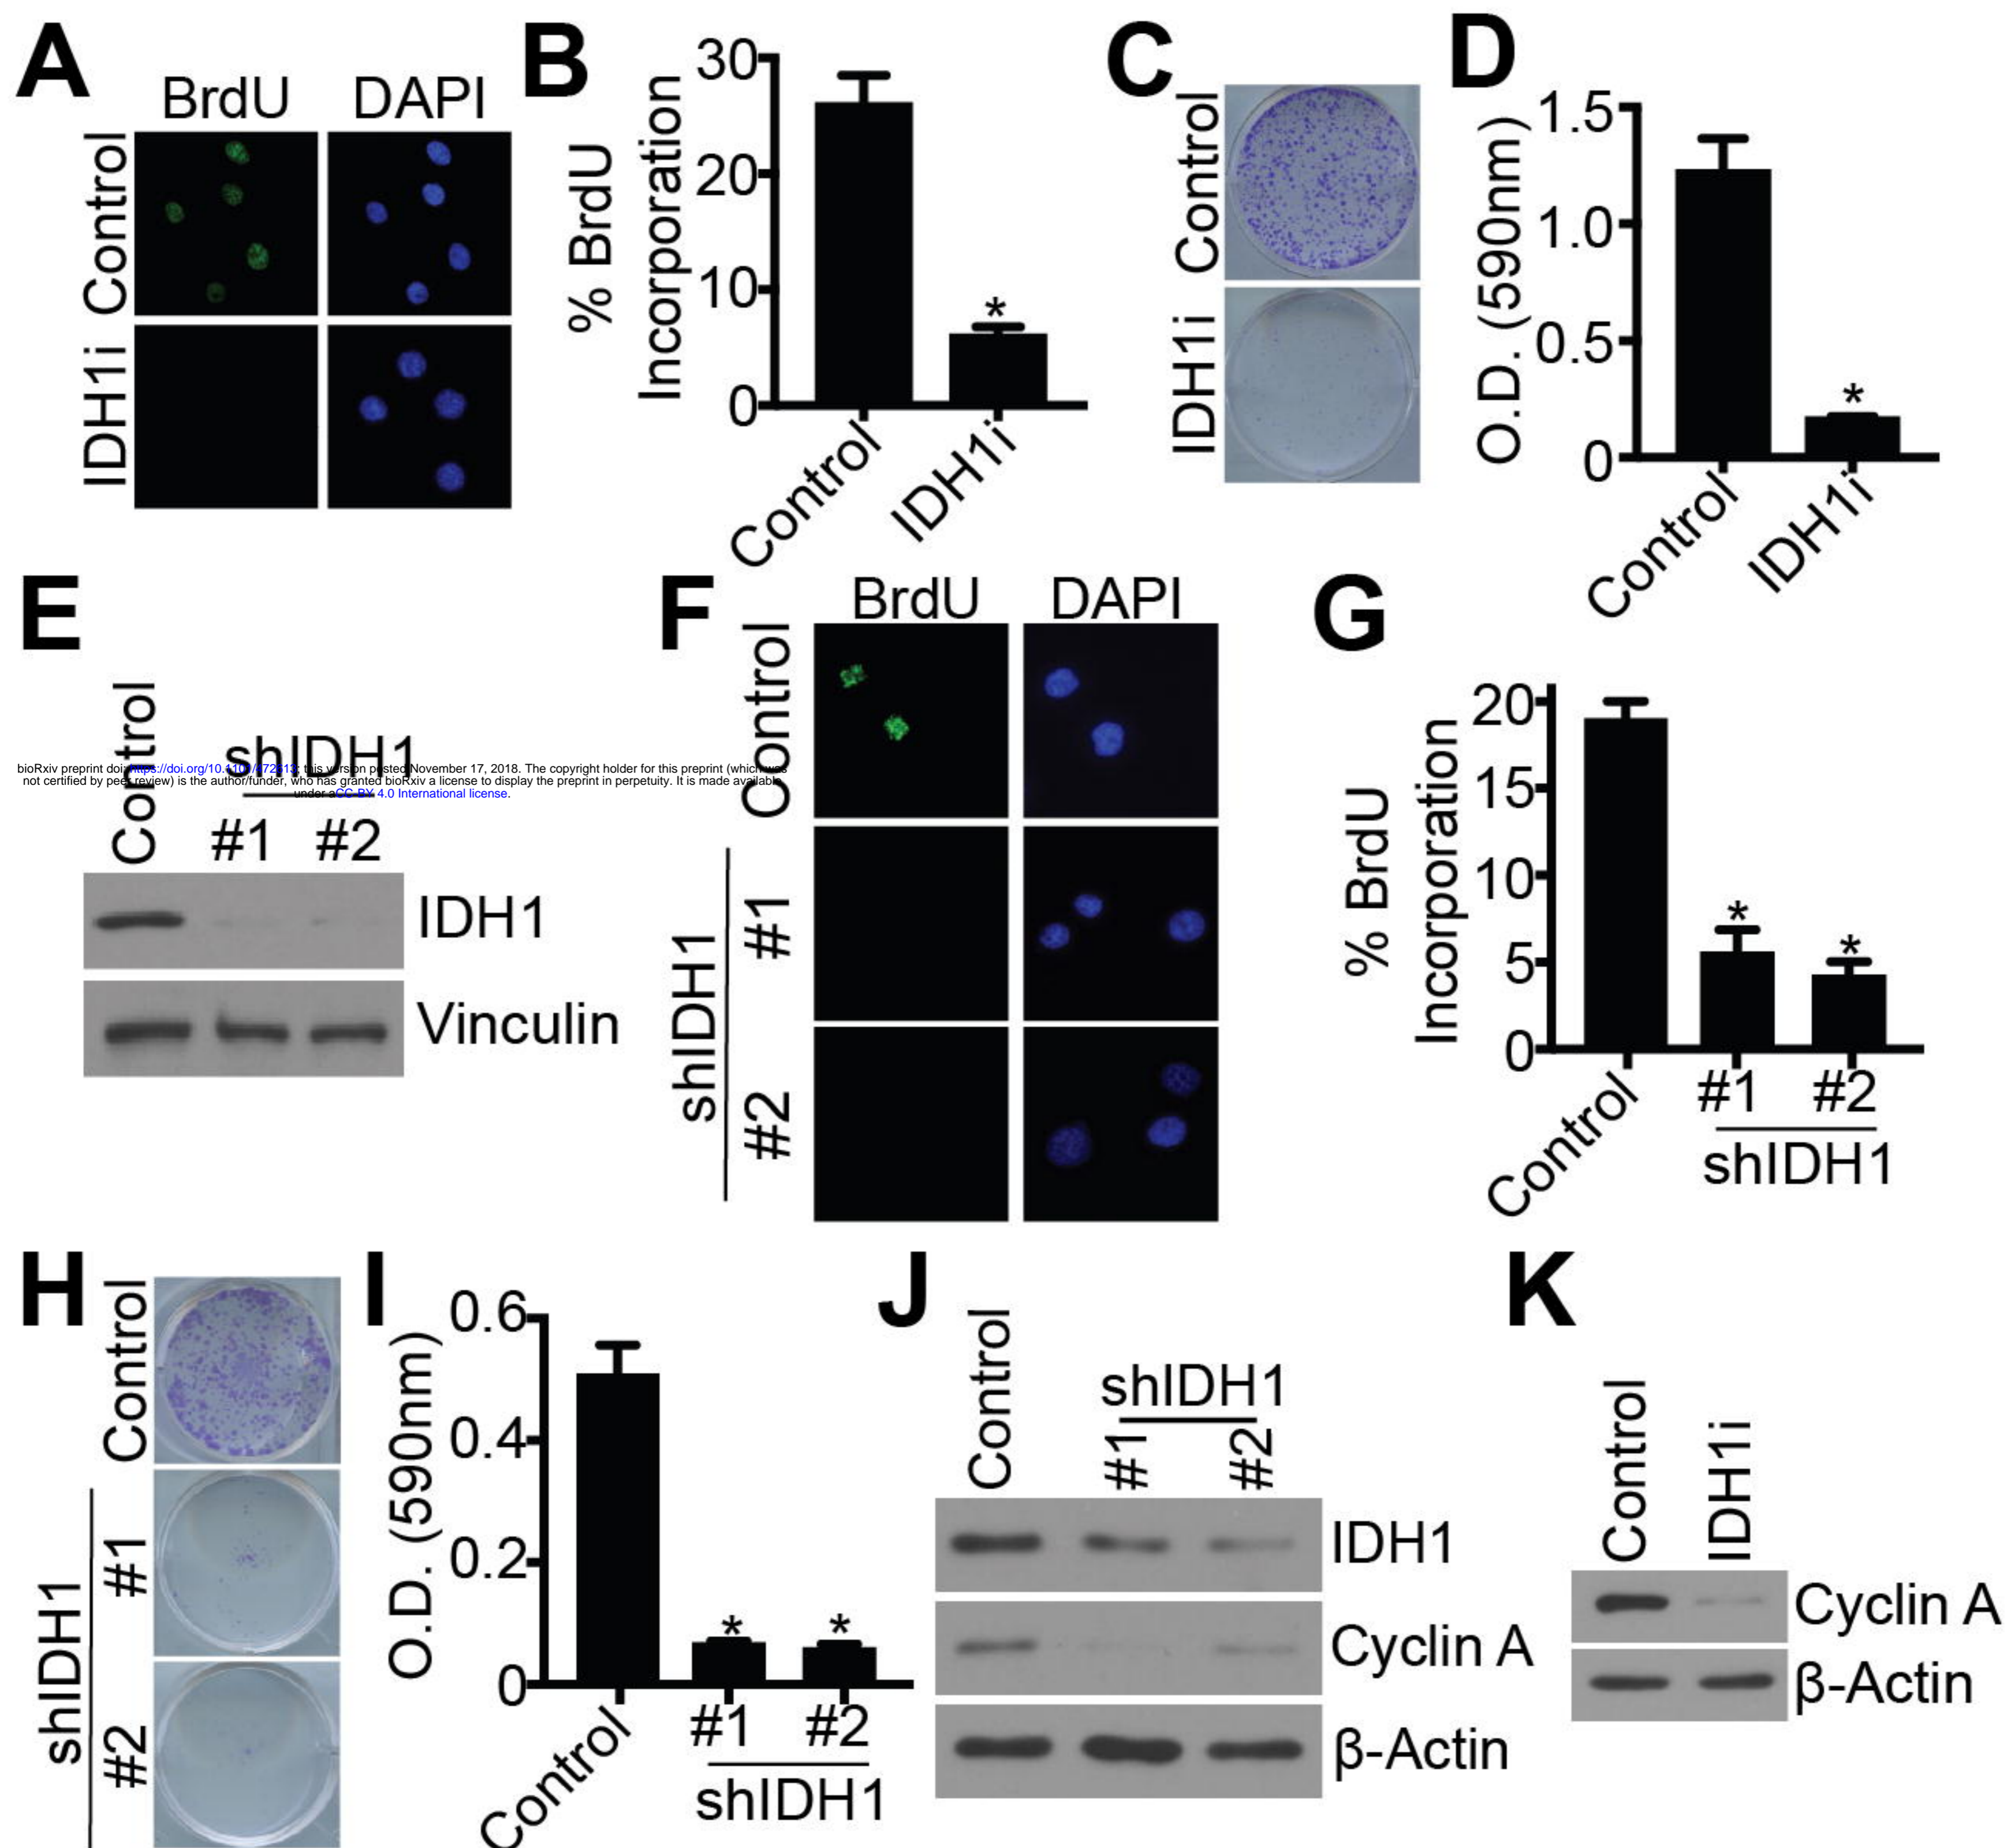 A
BrdU
DAPI
Control
IDH1i
B
% BrdU
Incorporation
30
20
10
0
*
Control
IDH1i
C
Control
IDH1i
D
O.D. (590nm)
1.5
1.0
0.5
0
*
Control
IDH1i
E
Control
shIDH1
#1
#2
IDH1
Vinculin
bioRxiv preprint doi: https://doi.org/10.1101/472613; this version posted November 17, 2018. The copyright holder for this preprint (which was
not certified by peer review) is the author/funder, who has granted bioRxiv a license to display the preprint in perpetuity. It is made available
under aCC-BY 4.0 International license.
F
BrdU
DAPI
Control
shIDH1
#1
#2
G
% BrdU
Incorporation
20
15
10
5
0
*
*
Control
#1
#2
shIDH1
H
Control
shIDH1
#1
#2
I
O.D. (590nm)
0.6
0.4
0.2
0
*
*
Control
#1
#2
shIDH1
J
Control
shIDH1
#1
#2
IDH1
Cyclin A
β-Actin
K
Control
IDH1i
Cyclin A
β-Actin